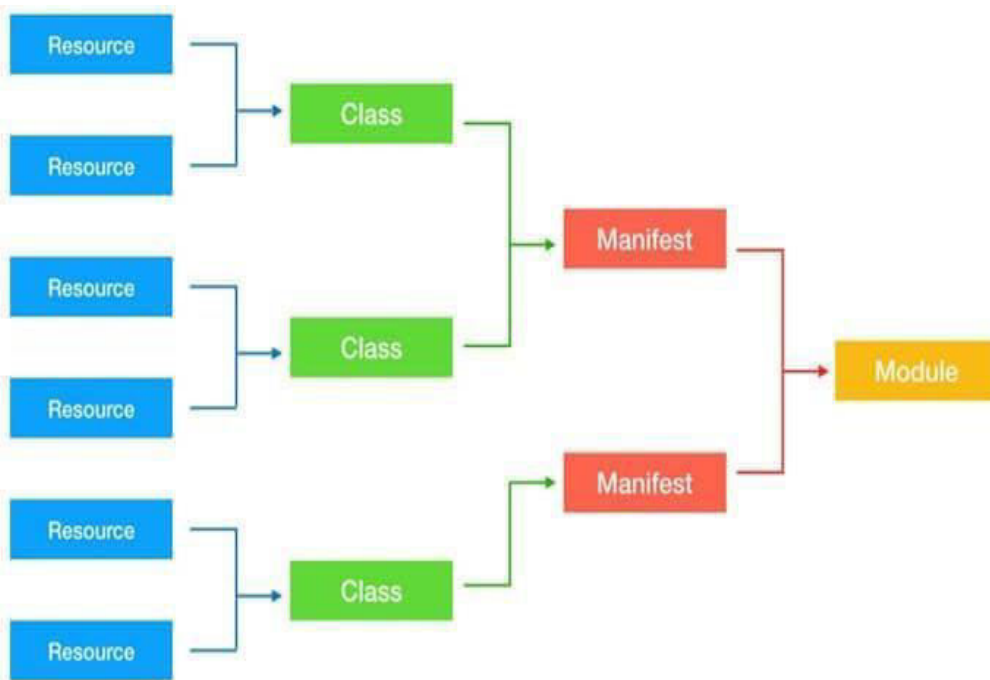 Resource
Resource
Resource
Resource
Resource
Resource
Class
Class
Class
Manifest
Manifest
Module